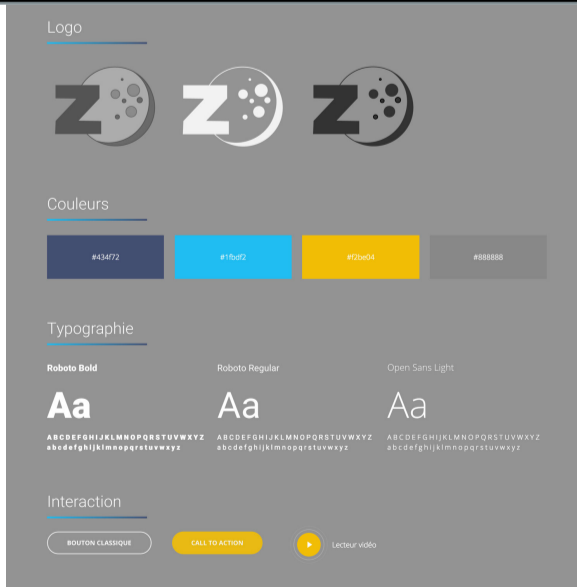 Logo
Z Z Z
Couleurs
#434f72 #1fbdf2 #f2be04 #888888
Typographie
Roboto Bold Roboto Regular Open Sans Light
Aa Aa Aa
ABCDEFGHIJKLMNOPQRSTUVWXYZ ABCDEFGHIJKLMNOPQRSTUVWXYZ ABCDEFGHIJKLMNOPQRSTUVWXYZ
abcdefghijklmnopqrstuvwxyz abcdefghijklmnopqrstuvwxyz abcdefghijklmnopqrstuvwxyz
Interaction
BOUTON CLASSIQUE CALL TO ACTION Lecteur vidéo